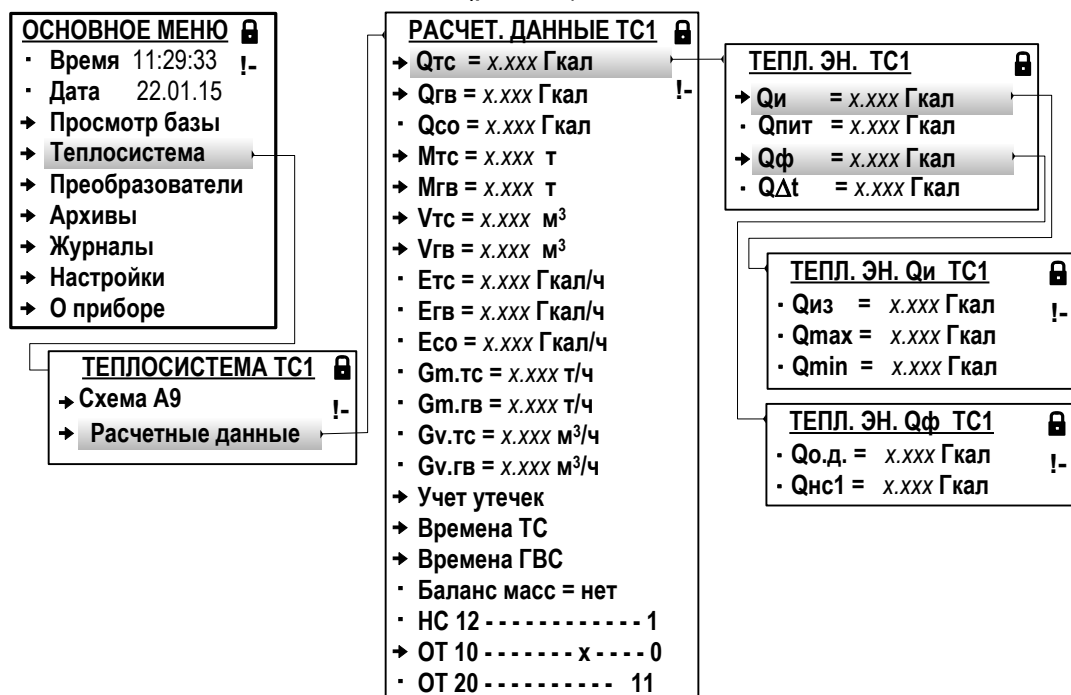 ОСНОВНОЕ МЕНЮ
· Время 11:29:33 !-
· Дата 22.01.15
→ Просмотр базы
→ Теплосистема
→ Преобразователи
→ Архивы
→ Журналы
→ Настройки
→ О приборе
ТЕПЛОСИСТЕМА ТС1
→ Схема А9 !-
→ Расчетные данные
РАСЧЕТ. ДАННЫЕ ТС1
→ Qтс = x.xxx Гкал
→ Qгв = x.xxx Гкал !-
· Qсо = x.xxx Гкал
→ Мтс = x.xxx т
→ Мгв = x.xxx т
→ Vтс = x.xxx м³
→ Vгв = x.xxx м³
· Етс = x.xxx Гкал/ч
· Егв = x.xxx Гкал/ч
· Есо = x.xxx Гкал/ч
· Gm.тс = x.xxx т/ч
· Gm.гв = x.xxx т/ч
· Gv.тс = x.xxx м³/ч
· Gv.гв = x.xxx м³/ч
→ Учет утечек
→ Времена ТС
→ Времена ГВС
· Баланс масс = нет
· НС 12 - - - - - - - - - - - - 1
→ ОТ 10 - - - - - - - x - - - - 0
· ОТ 20 - - - - - - - - - - 11
ТЕПЛ. ЭН. ТС1
→ Qи = x.xxx Гкал
· Qпит = x.xxx Гкал
→ Qф = x.xxx Гкал
· QΔt = x.xxx Гкал
ТЕПЛ. ЭН. Qи ТС1
· Qиз = x.xxx Гкал !-
· Qmax = x.xxx Гкал
· Qmin = x.xxx Гкал
ТЕПЛ. ЭН. Qф ТС1
· Qо.д. = x.xxx Гкал !-
· Qнс1 = x.xxx Гкал